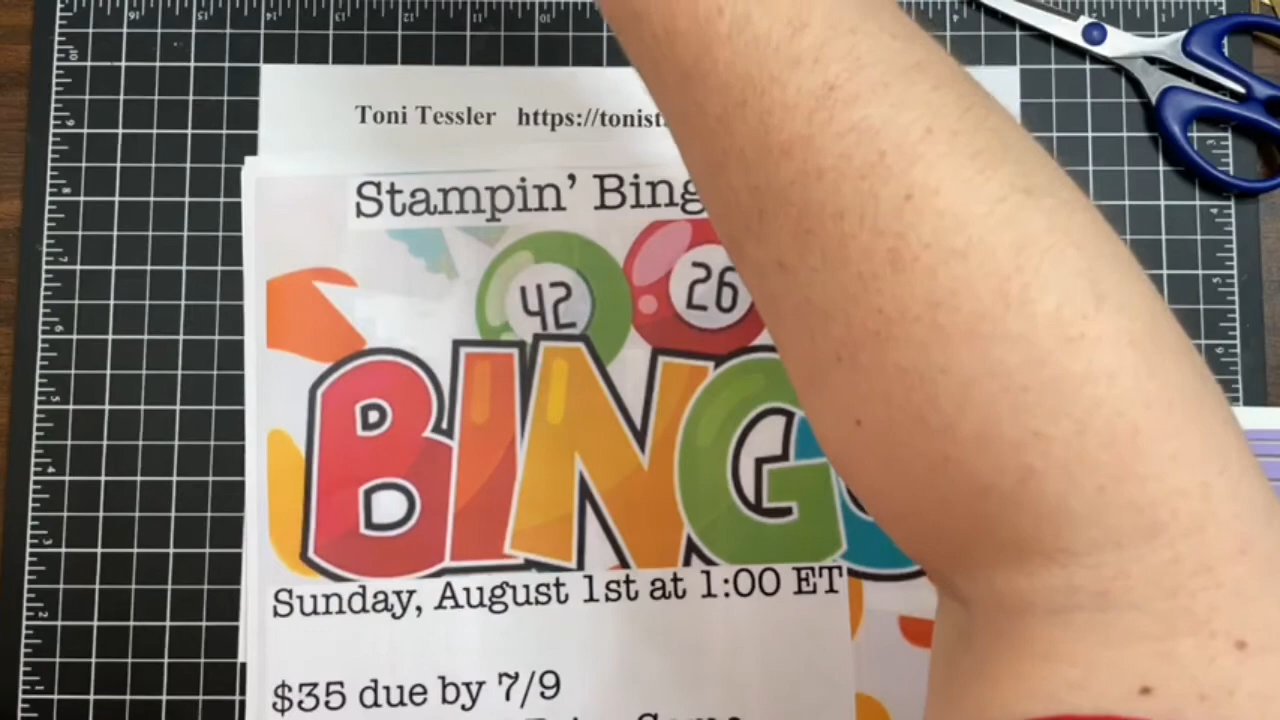 Toni Tessler https://tonist
Stampin' Bing
42 26
BINGO
Sunday, August 1st at 1:00 ET
$35 due by 7/9